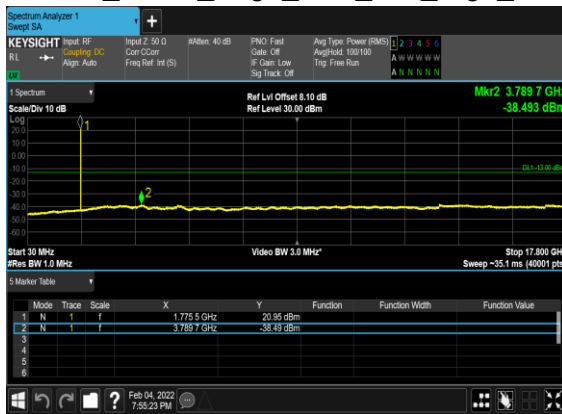 Spectrum Analyzer 1
Swept SA
KEYSIGHT Input: RF Input Z: 50 Ω #Atten: 40 dB PNO: Fast Avg Type: Power (RMS) 1 2 3 4 5 6
RL Coupling: DC Corr CCorr Gate: Off Avg|Hold: 100/100 A W W W W W
Align: Auto Freq Ref: Int (S) IF Gain: Low Trig: Free Run
Sig Track: Off A N N N N N
1 Spectrum Ref Lvl Offset 8.10 dB Mkr2 3.789 7 GHz
Scale/Div 10 dB Ref Level 30.00 dBm -38.493 dBm
Log
20.0
10.0
0.00
-10.0
-20.0
-30.0
-40.0
-50.0
-60.0
1
2
DL1 -13.00 dBm
Start 30 MHz Video BW 3.0 MHz* Stop 17.800 GHz
#Res BW 1.0 MHz Sweep ~35.1 ms (40001 pts)
5 Marker Table
Mode Trace Scale X Y Function Function Width Function Value
1 N 1 f 1.775 5 GHz 20.95 dBm
2 N 1 f 3.789 7 GHz -38.49 dBm
3
4
5
6
? Feb 04, 2022
7:55:23 PM